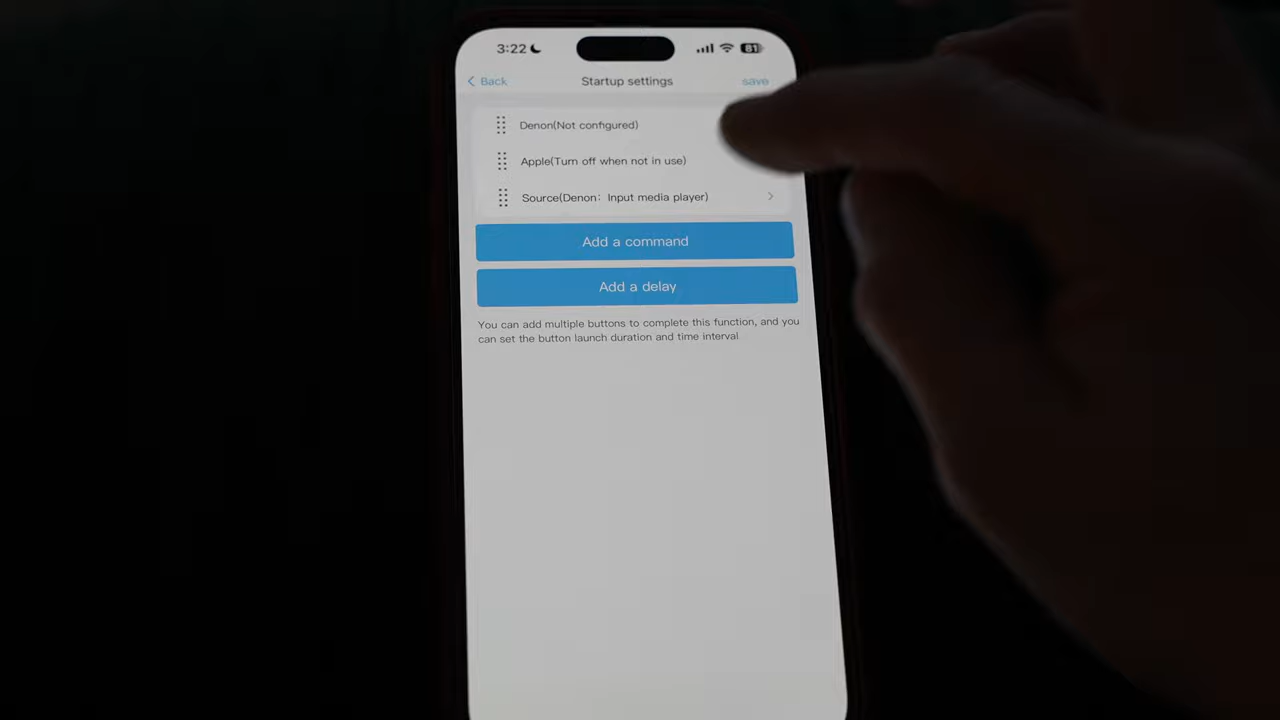 3:22
81
Back
Startup settings
save
Denon(Not configured)
Apple(Turn off when not in use)
Source(Denon: Input media player)
Add a command
Add a delay
You can add multiple buttons to complete this function, and you
can set the button launch duration and time interval